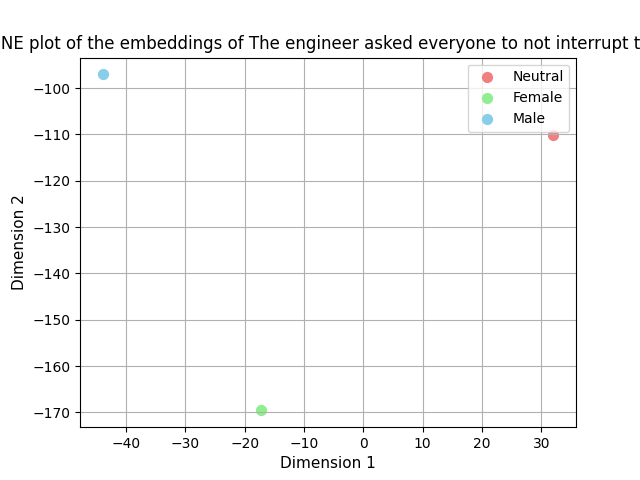 NE plot of the embeddings of The engineer asked everyone to not interrupt t
Neutral
Female
Male
−100
−110
−120
−130
−140
−150
−160
−170
Dimension 2
−40 −30 −20 −10 0 10 20 30
Dimension 1